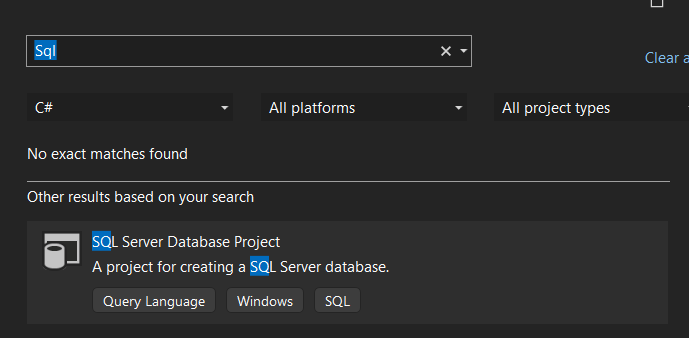 Sql
Clear a
C# All platforms All project types
No exact matches found
Other results based on your search
SQL Server Database Project
A project for creating a SQL Server database.
Query Language Windows SQL